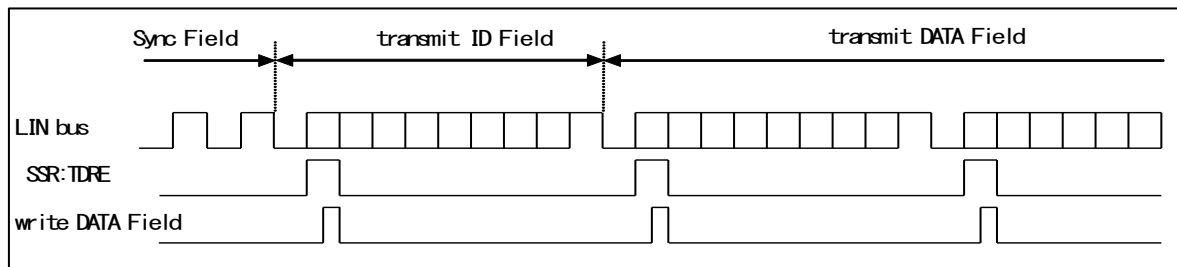 Sync Field transmit ID Field transmit DATA Field
LIN bus
SSR:TDRE
write DATA Field